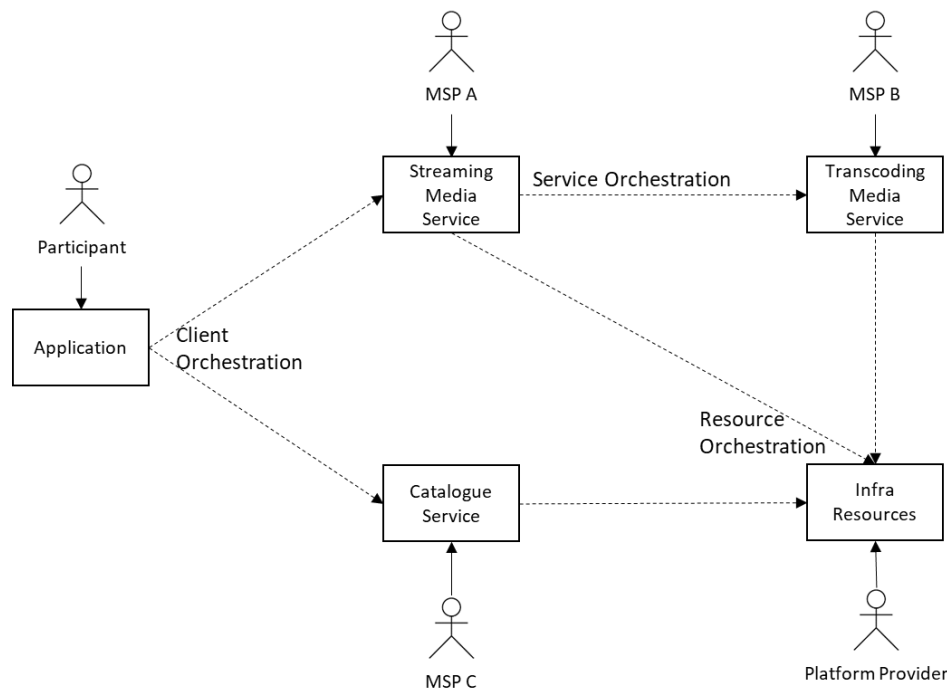 MSP A
MSP B
Streaming
Media
Service
Service Orchestration
Transcoding
Media
Service
Participant
Application
Client
Orchestration
Resource
Orchestration
Catalogue
Service
Infra
Resources
MSP C
Platform Provider